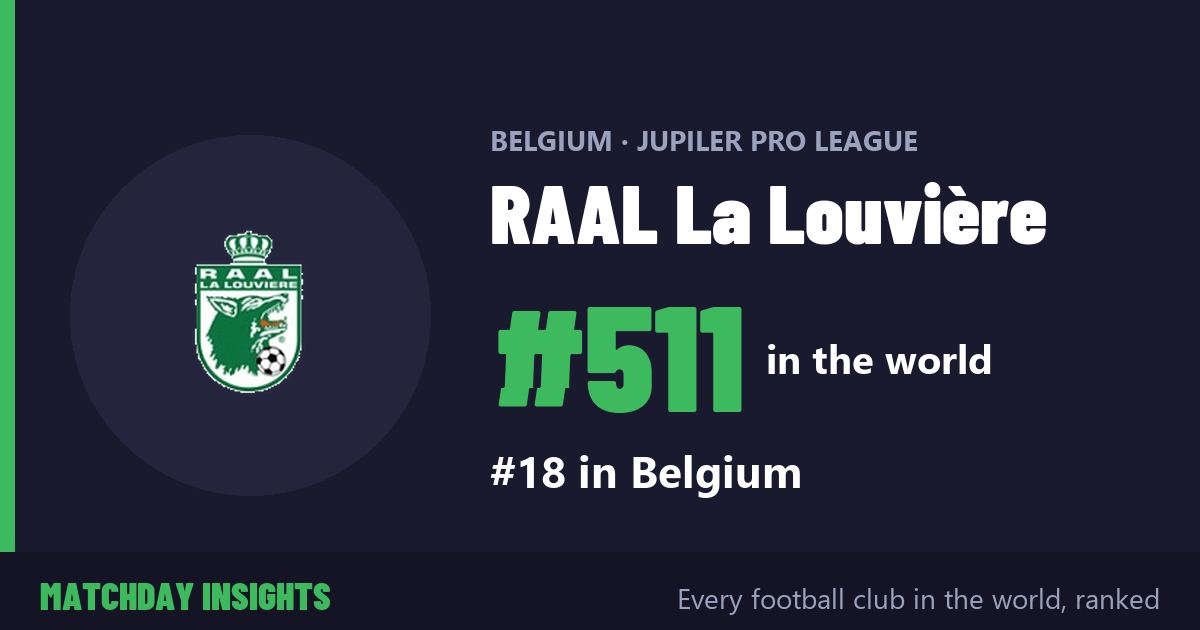 BELGIUM · JUPILER PRO LEAGUE
RAAL La Louvière
RAAL
LA LOUVIERE
#511 in the world
#18 in Belgium
MATCHDAY INSIGHTS
Every football club in the world, ranked